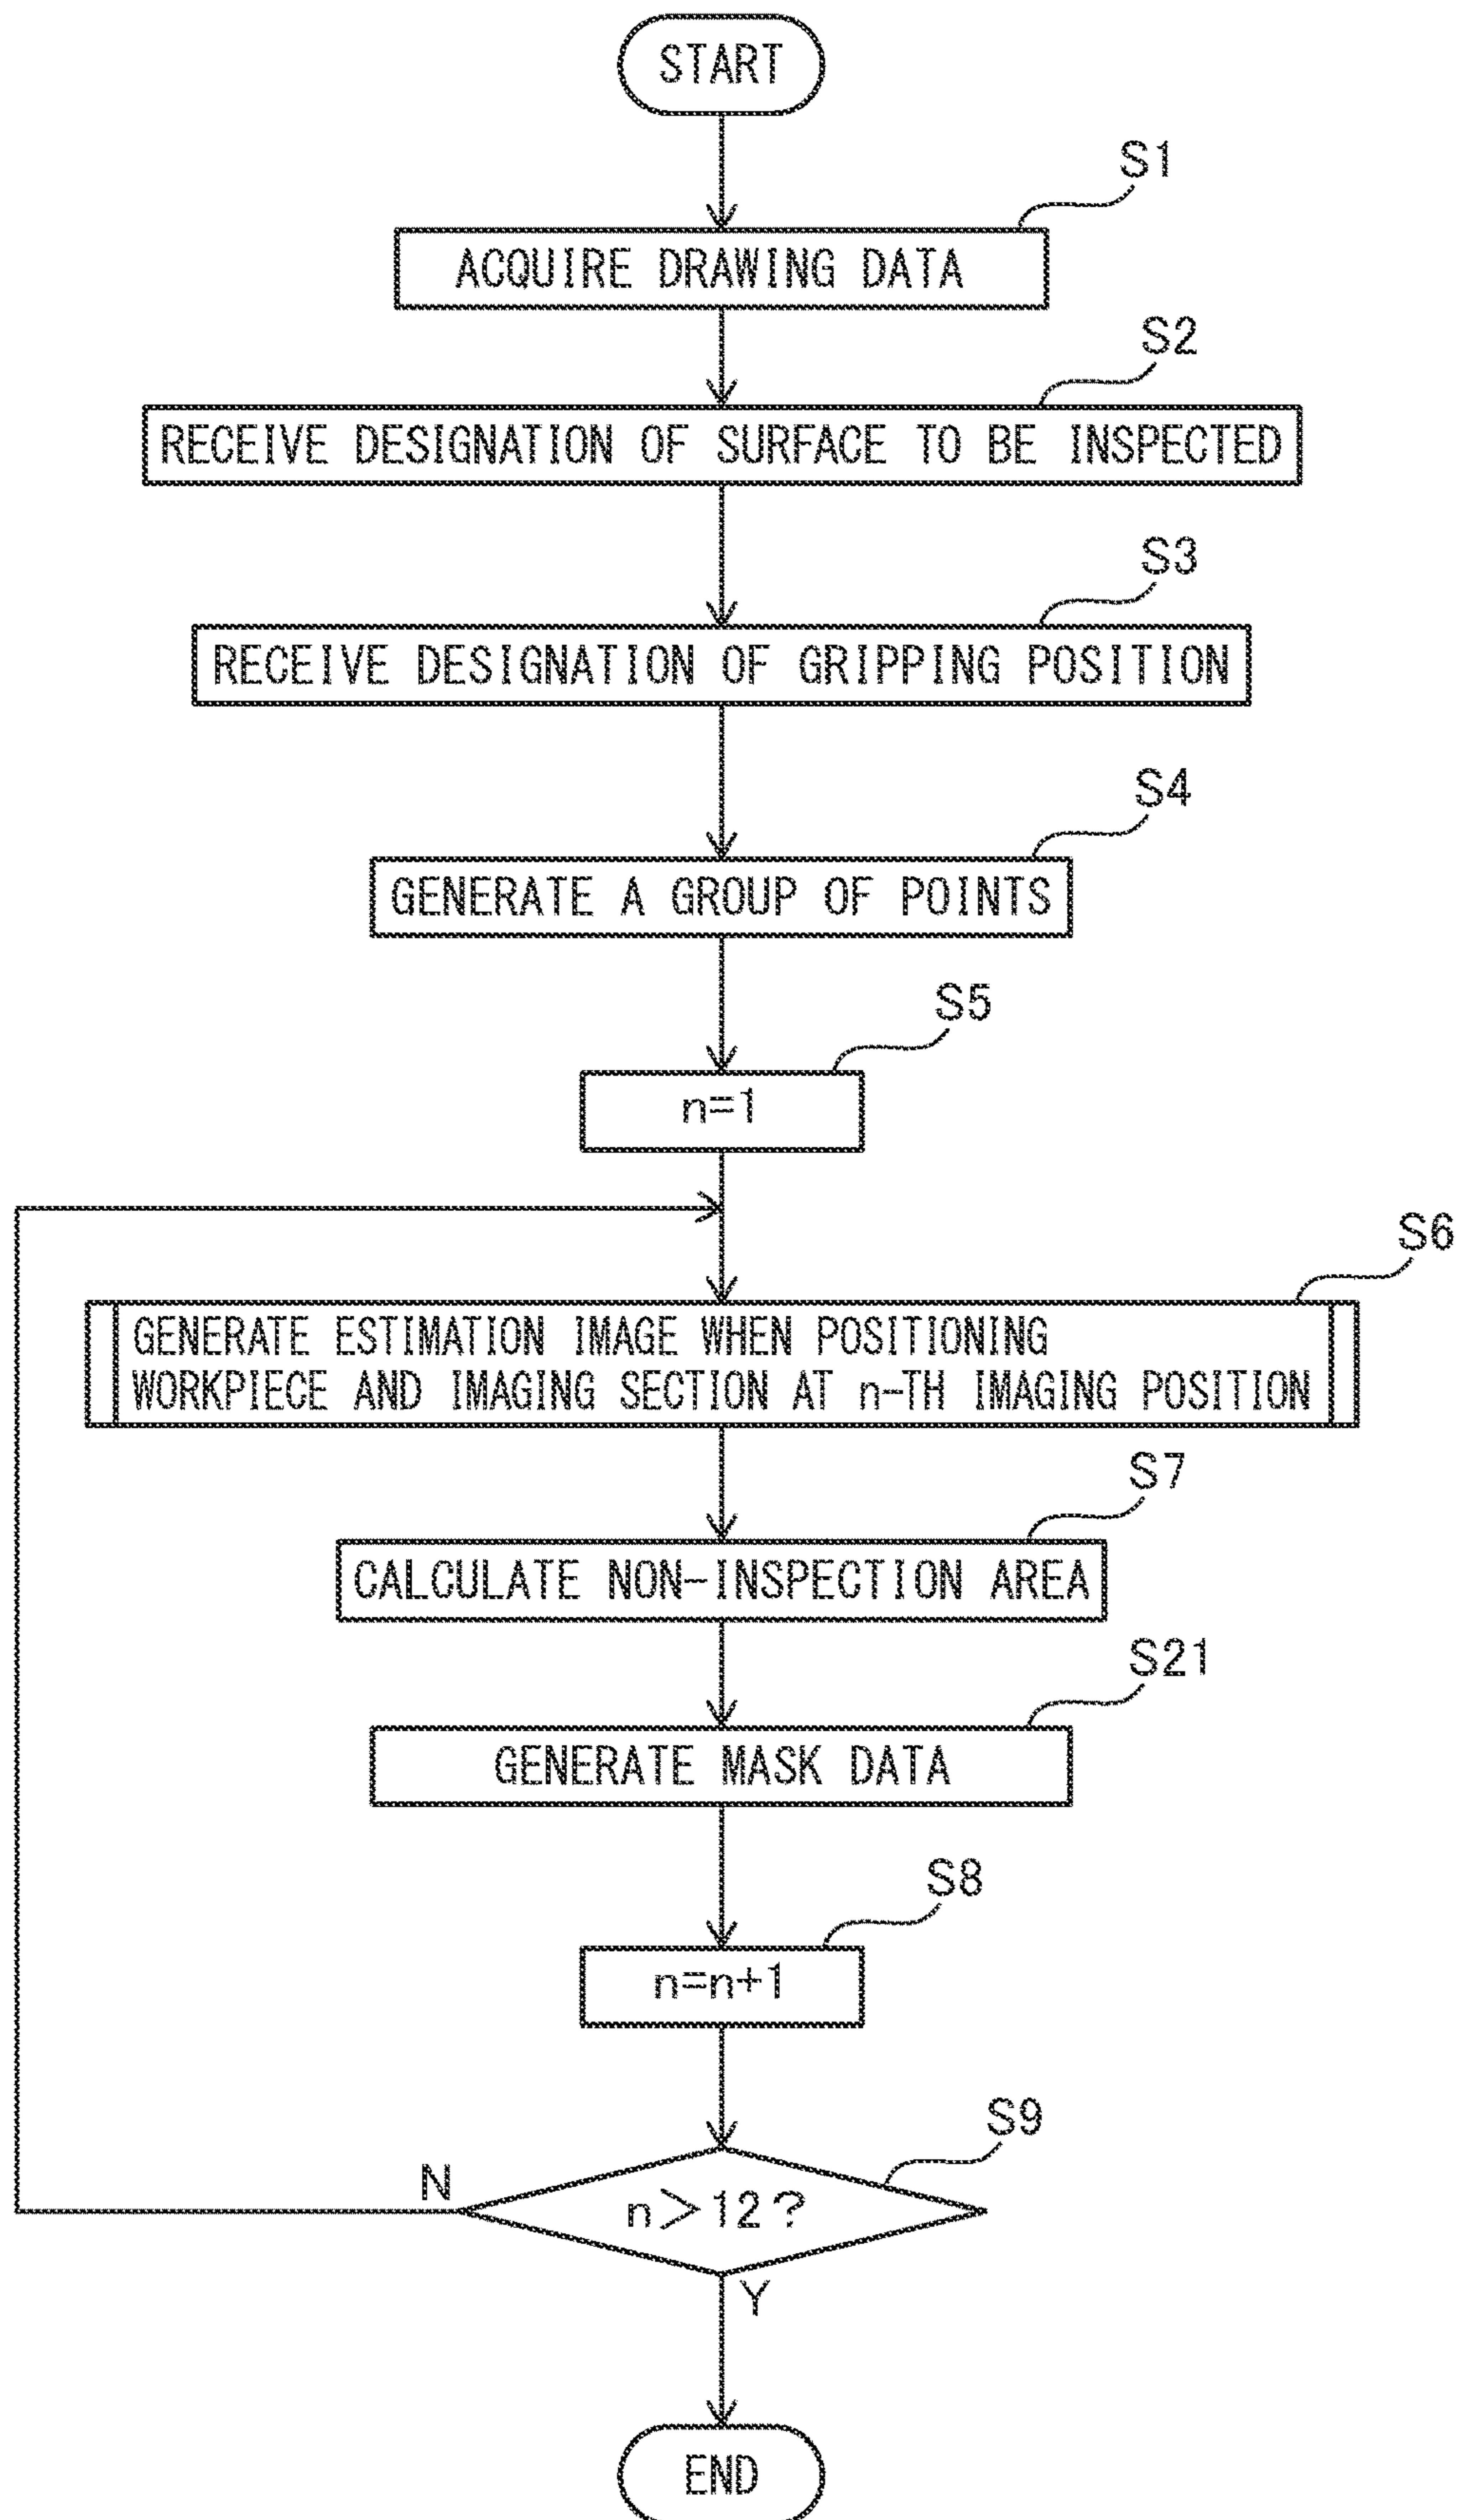 START
S1
ACQUIRE DRAWING DATA
S2
RECEIVE DESIGNATION OF SURFACE TO BE INSPECTED
S3
RECEIVE DESIGNATION OF GRIPPING POSITION
S4
GENERATE A GROUP OF POINTS
S5
n=1
S6
GENERATE ESTIMATION IMAGE WHEN POSITIONING
WORKPIECE AND IMAGING SECTION AT n-TH IMAGING POSITION
S7
CALCULATE NON-INSPECTION AREA
S21
GENERATE MASK DATA
S8
n=n+1
S9
N
n>12?
Y
END